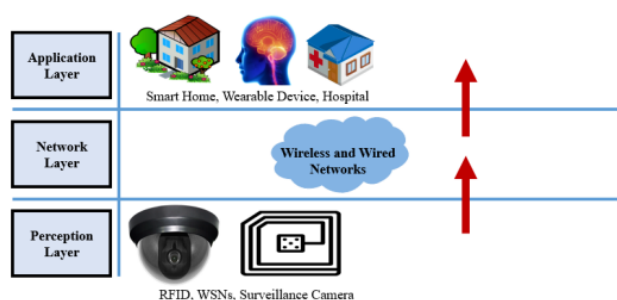 Application
Layer
Smart Home, Wearable Device, Hospital
Network
Layer
Wireless and Wired
Networks
Perception
Layer
RFID, WSNs, Surveillance Camera